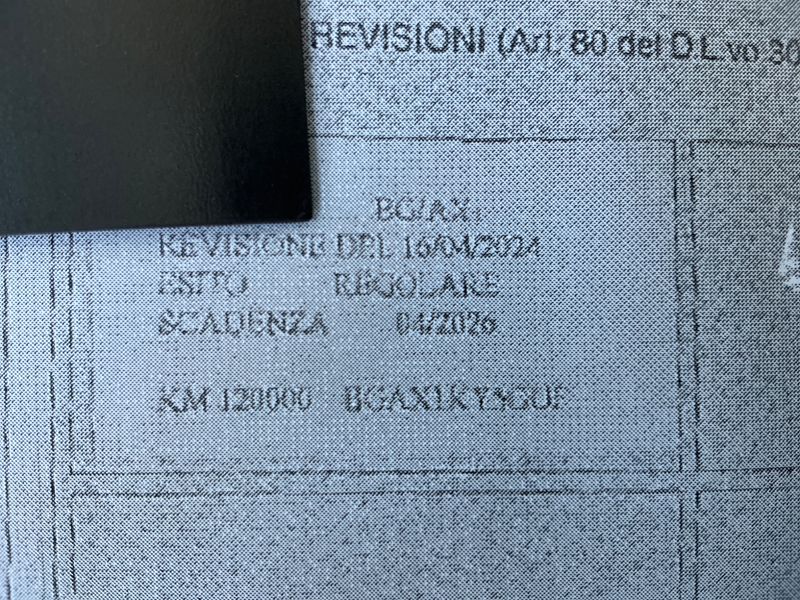 REVISIONI (Art. 80 del D.L.vo 30
BG/AX
REVISIONE DEL 16/04/2024
ESITO REGOLARE
SCADENZA 04/2026
KM 120000